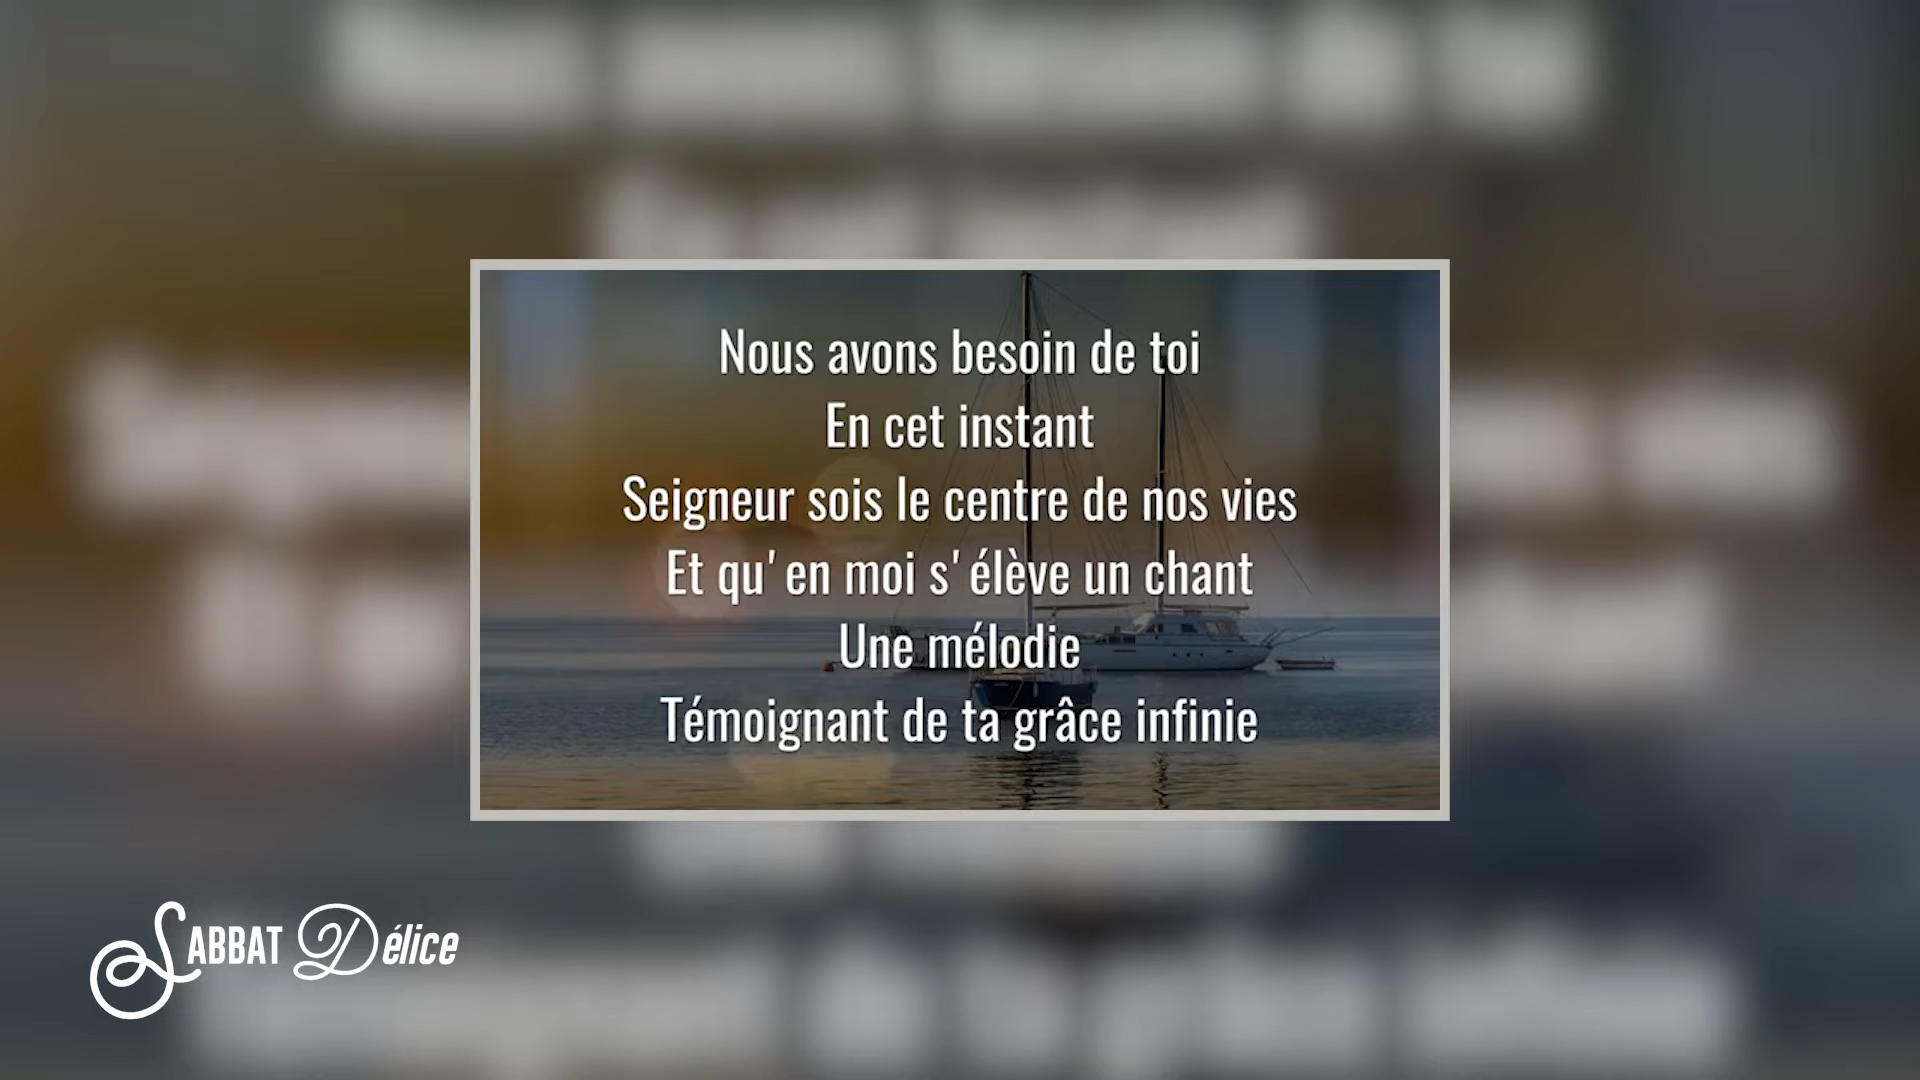 Nous avons besoin de toi
En cet instant
Seigneur sois le centre de nos vies
Et qu'en moi s'élève un chant
Une mélodie
Témoignant de ta grâce infinie
SABBAT Délice